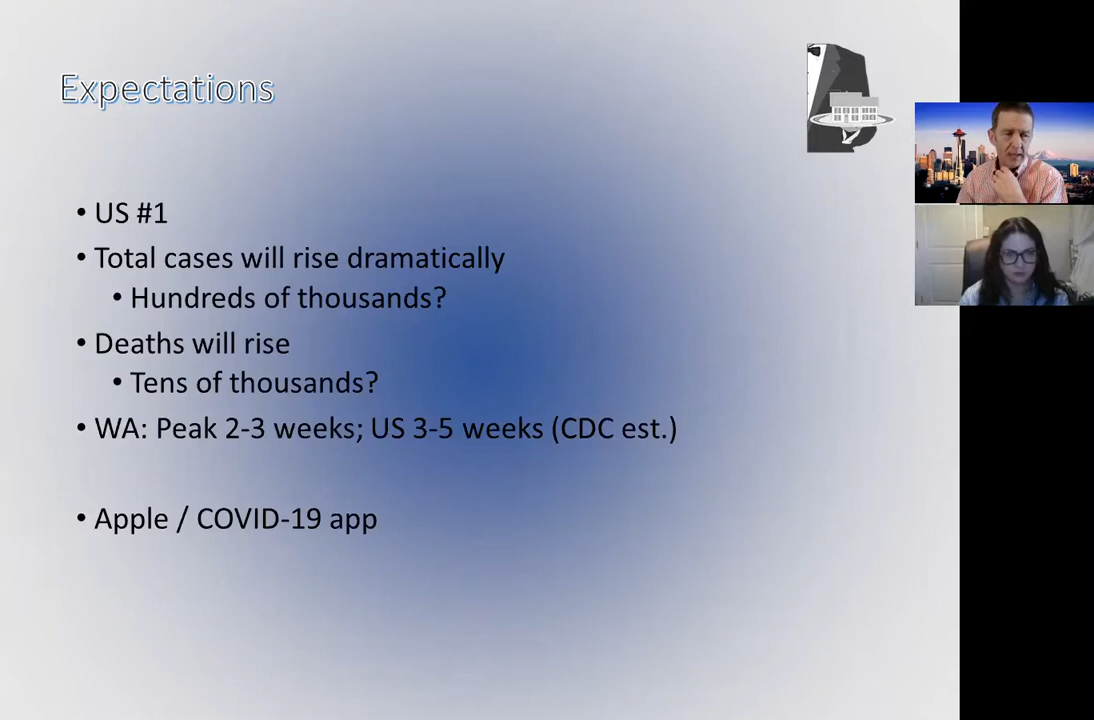 Expectations
• US #1
• Total cases will rise dramatically
• Hundreds of thousands?
• Deaths will rise
• Tens of thousands?
• WA: Peak 2-3 weeks; US 3-5 weeks (CDC est.)
• Apple / COVID-19 app